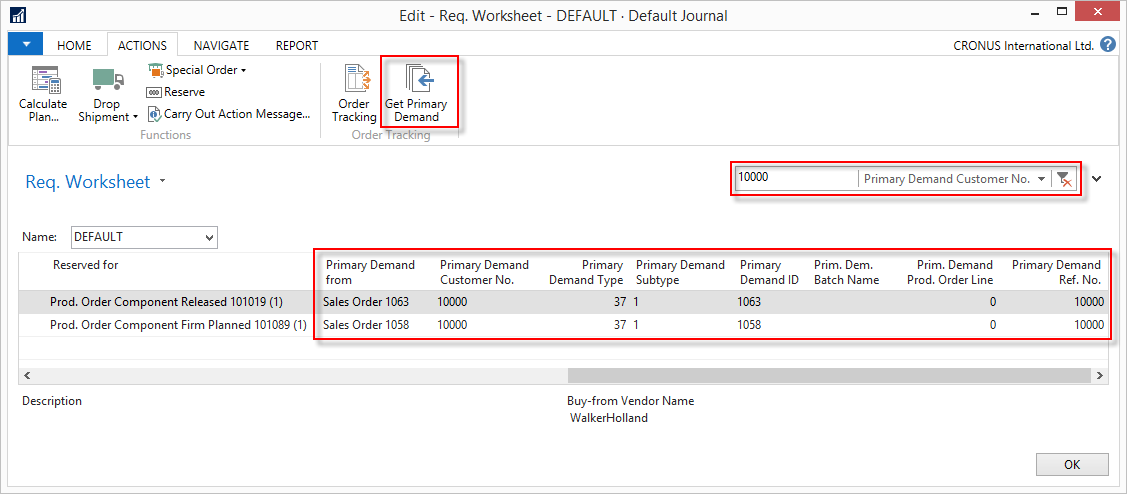 Edit - Req. Worksheet - DEFAULT · Default Journal
HOME ACTIONS NAVIGATE REPORT CRONUS International Ltd. ?
Calculate Plan...
Drop Shipment
Special Order
Reserve
Carry Out Action Message...
Functions
Order Tracking
Get Primary Demand
Order Tracking
Req. Worksheet
10000 Primary Demand Customer No.
Name: DEFAULT
Reserved for Primary Demand from Primary Demand Customer No. Primary Demand Type Primary Demand Subtype Primary Demand ID Prim. Dem. Batch Name Prim. Demand Prod. Order Line Primary Demand Ref. No.
Prod. Order Component Released 101019 (1) Sales Order 1063 10000 37 1 1063 0 10000
Prod. Order Component Firm Planned 101089 (1) Sales Order 1058 10000 37 1 1058 0 10000
Description Buy-from Vendor Name
WalkerHolland
OK